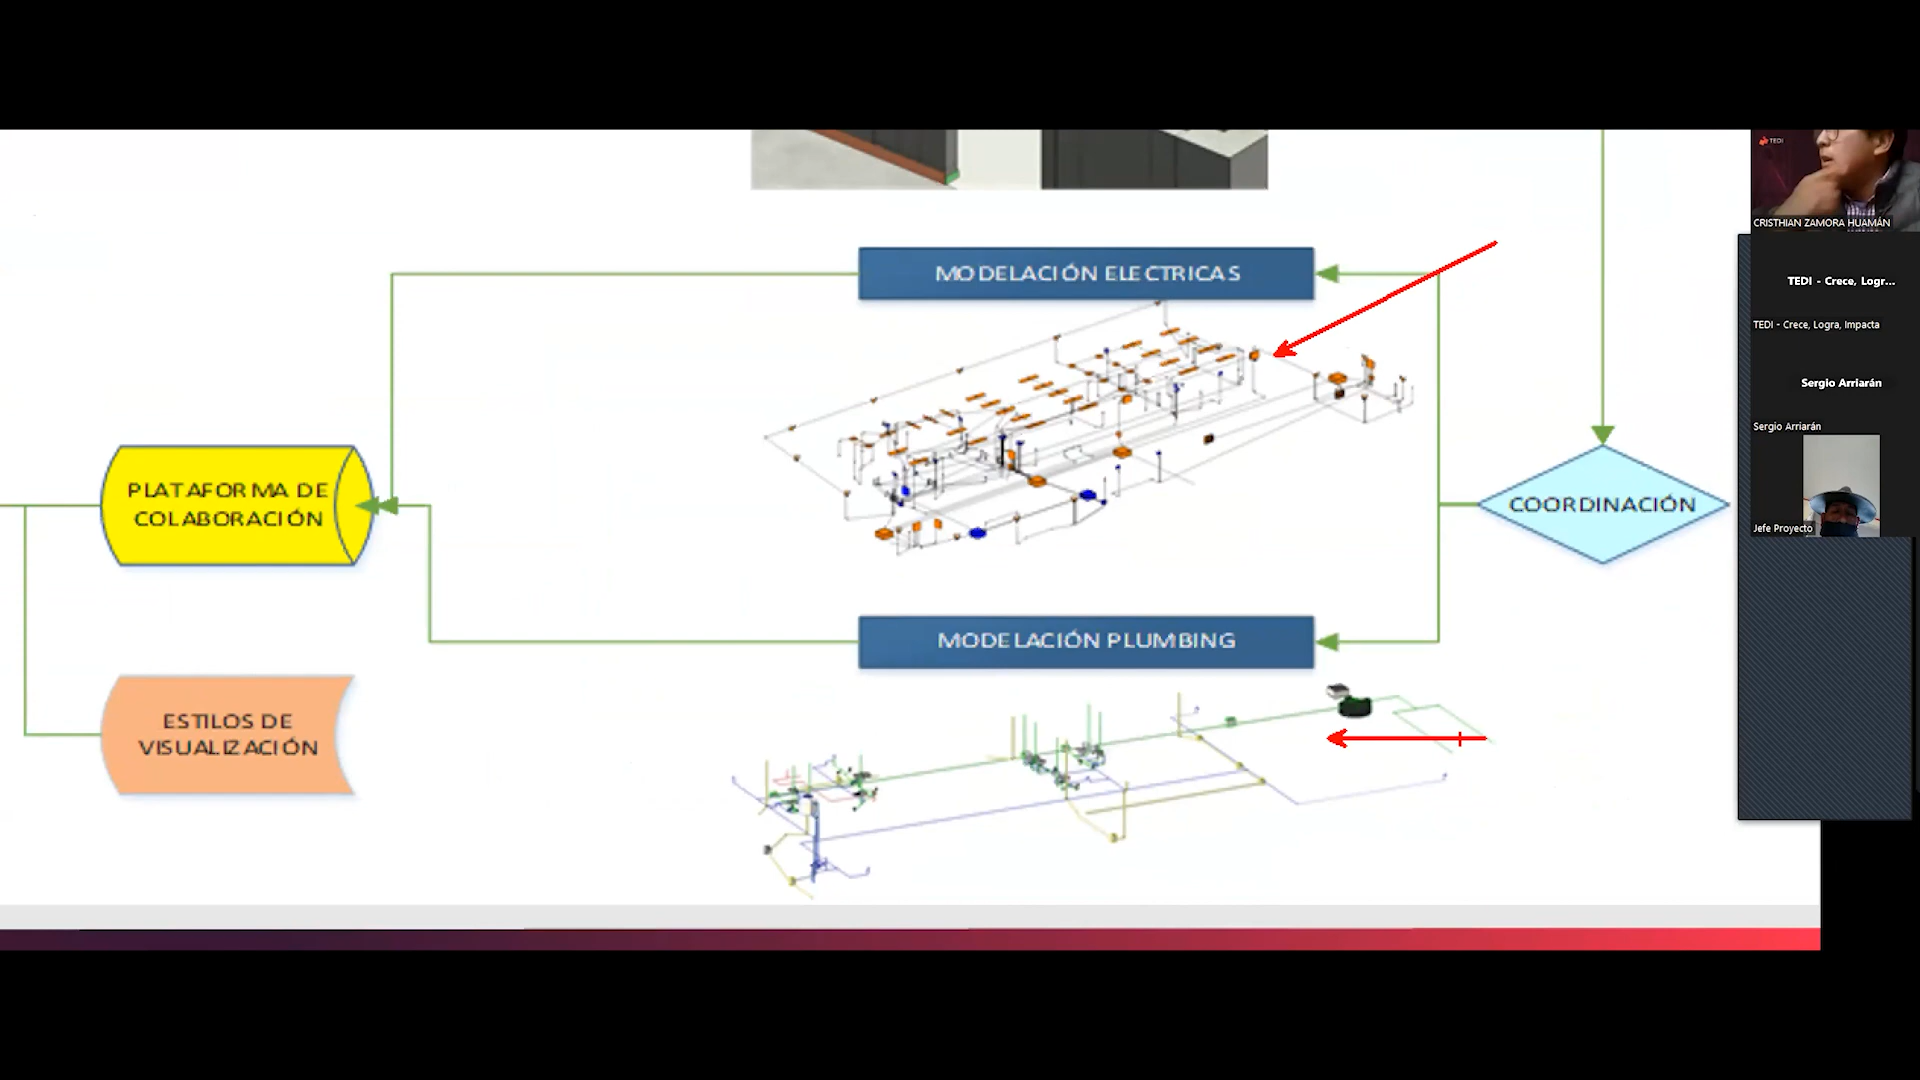 MODELACIÓN ELECTRICAS
PLATAFORMA DE
COLABORACIÓN
COORDINACIÓN
MODELACIÓN PLUMBING
ESTILOS DE
VISUALIZACIÓN
TEDI
CRISTHIAN ZAMORA HUAMÁN
TEDI - Crece, Logr...
TEDI - Crece, Logra, Impacta
Sergio Arriarán
Sergio Arriarán
Jefe Proyecto